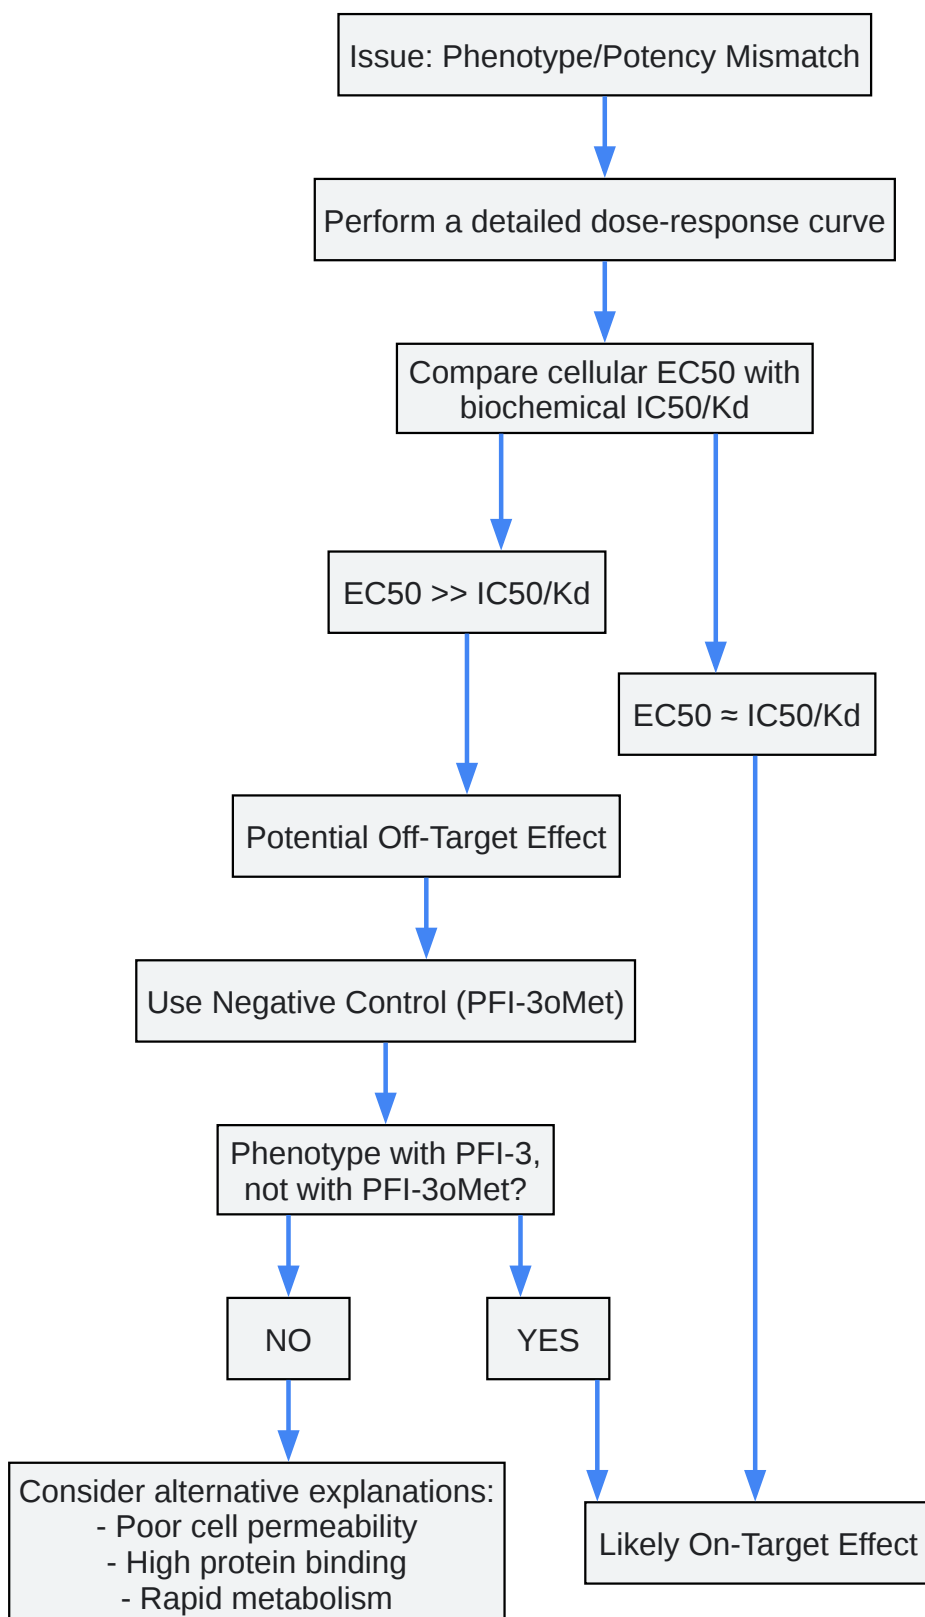 Issue: Phenotype/Potency Mismatch
Perform a detailed dose-response curve
Compare cellular EC50 with
biochemical IC50/Kd
EC50 >> IC50/Kd
EC50 ≈ IC50/Kd
Potential Off-Target Effect
Use Negative Control (PFI-3oMet)
Phenotype with PFI-3,
not with PFI-3oMet?
NO
YES
Consider alternative explanations:
- Poor cell permeability
- High protein binding
- Rapid metabolism
Likely On-Target Effect